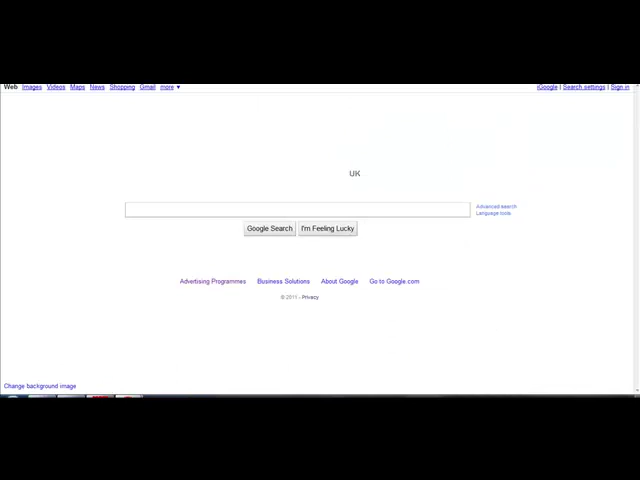 Web Images Videos Maps News Shopping Gmail more ▼ iGoogle | Search settings | Sign in
UK
Advanced search
Language tools
Google Search I'm Feeling Lucky
Advertising Programmes Business Solutions About Google Go to Google.com
© 2011 - Privacy
Change background image